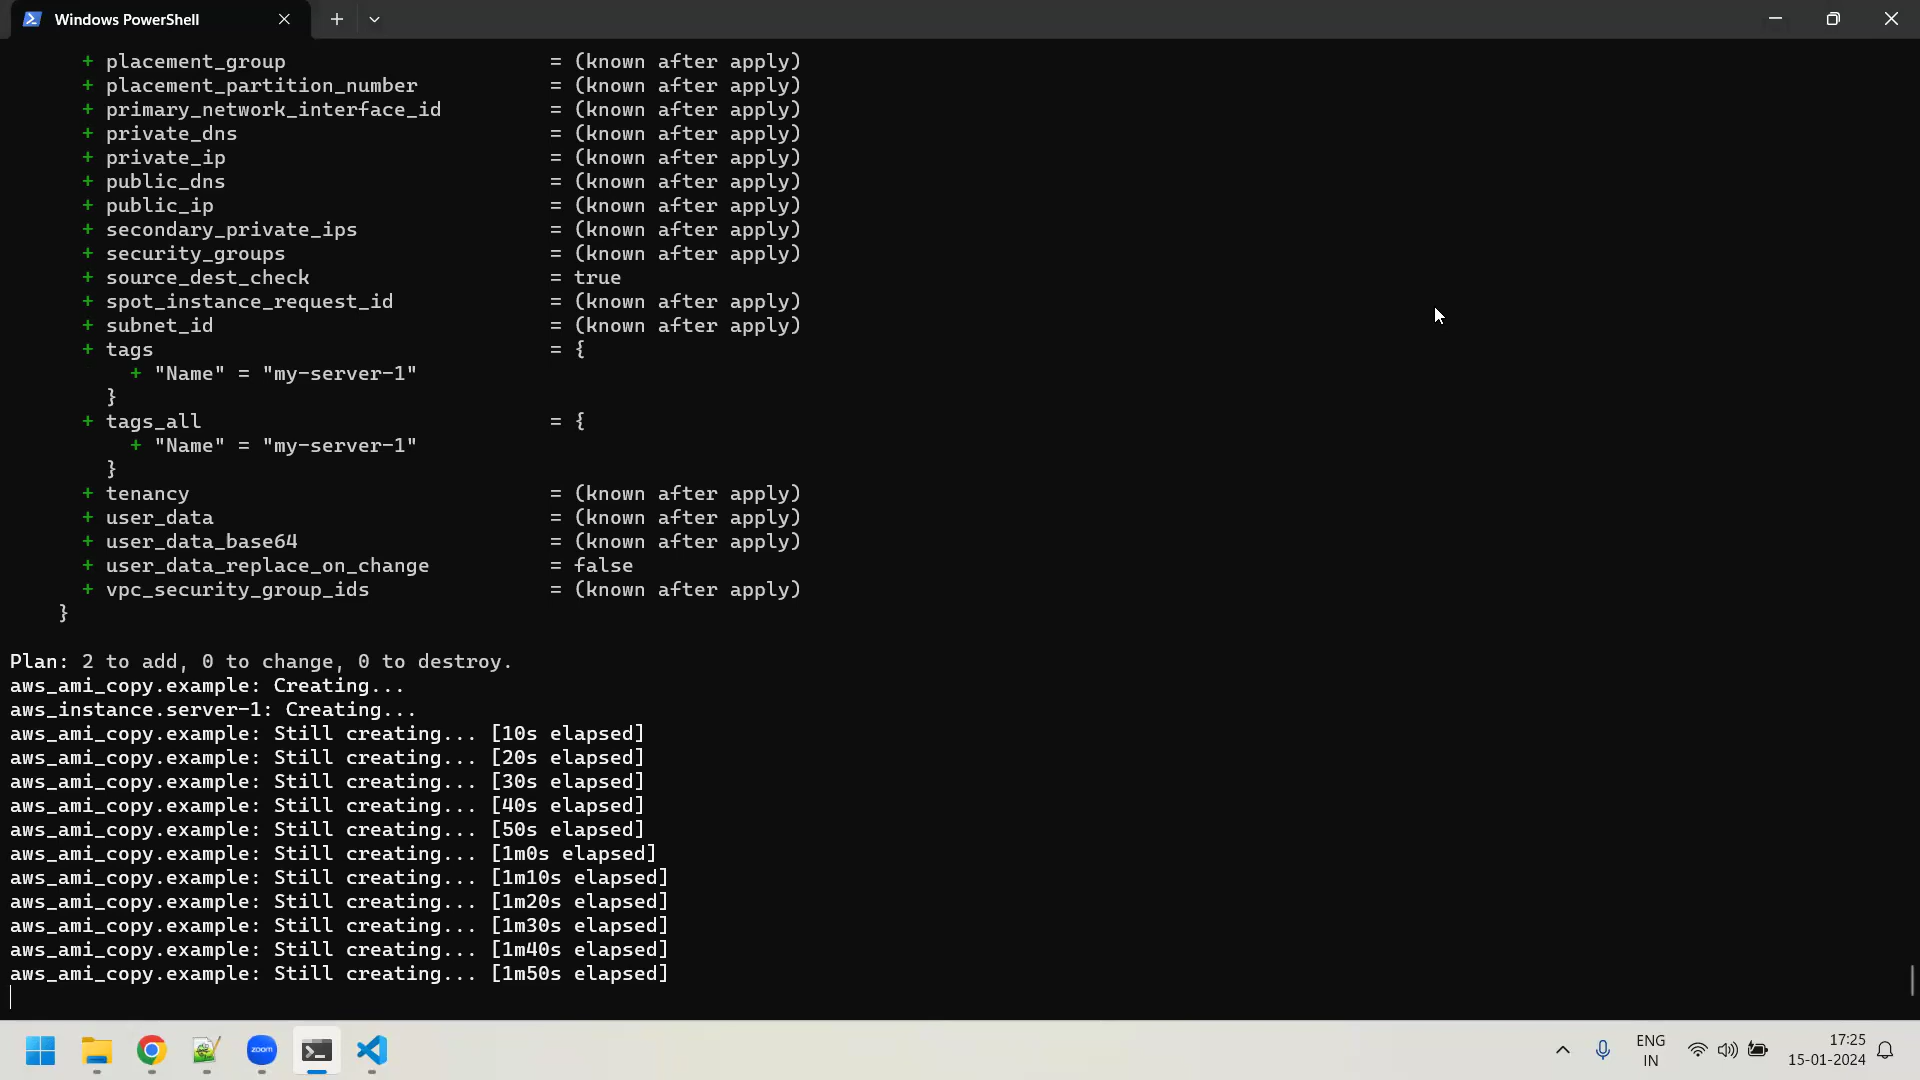 Windows PowerShell
+ placement_group = (known after apply)
+ placement_partition_number = (known after apply)
+ primary_network_interface_id = (known after apply)
+ private_dns = (known after apply)
+ private_ip = (known after apply)
+ public_dns = (known after apply)
+ public_ip = (known after apply)
+ secondary_private_ips = (known after apply)
+ security_groups = (known after apply)
+ source_dest_check = true
+ spot_instance_request_id = (known after apply)
+ subnet_id = (known after apply)
+ tags = {
+ "Name" = "my-server-1"
}
+ tags_all = {
+ "Name" = "my-server-1"
}
+ tenancy = (known after apply)
+ user_data = (known after apply)
+ user_data_base64 = (known after apply)
+ user_data_replace_on_change = false
+ vpc_security_group_ids = (known after apply)
}
Plan: 2 to add, 0 to change, 0 to destroy.
aws_ami_copy.example: Creating...
aws_instance.server-1: Creating...
aws_ami_copy.example: Still creating... [10s elapsed]
aws_ami_copy.example: Still creating... [20s elapsed]
aws_ami_copy.example: Still creating... [30s elapsed]
aws_ami_copy.example: Still creating... [40s elapsed]
aws_ami_copy.example: Still creating... [50s elapsed]
aws_ami_copy.example: Still creating... [1m0s elapsed]
aws_ami_copy.example: Still creating... [1m10s elapsed]
aws_ami_copy.example: Still creating... [1m20s elapsed]
aws_ami_copy.example: Still creating... [1m30s elapsed]
aws_ami_copy.example: Still creating... [1m40s elapsed]
aws_ami_copy.example: Still creating... [1m50s elapsed]
zoom
ENG
IN
17:25
15-01-2024